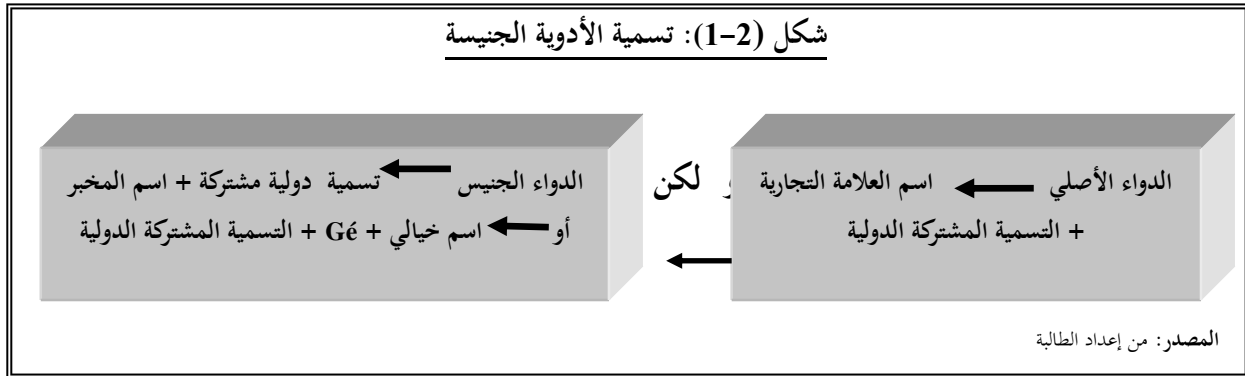 شكل (2-1): تسمية الأدوية الجنيسة
الدواء الأصلي اسم العلامة التجارية
+ التسمية المشتركة الدولية
لكن
الدواء الجنيس تسمية دولية مشتركة + اسم المخبر
أو اسم خيالي + Gé + التسمية المشتركة الدولية
المصدر: من إعداد الطالبة